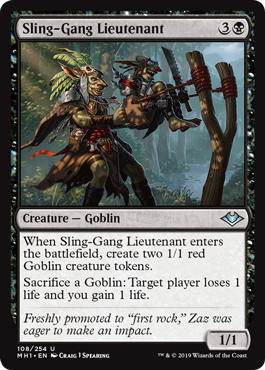 Sling-Gang Lieutenant 3
Creature — Goblin
When Sling-Gang Lieutenant enters
the battlefield, create two 1/1 red
Goblin creature tokens.
Sacrifice a Goblin: Target player loses 1
life and you gain 1 life.
Freshly promoted to “first rock,” Zaz was
eager to make an impact.
1/1
108/254 U
MH1 • EN Craig J Spearing ™ & © 2019 Wizards of the Coast